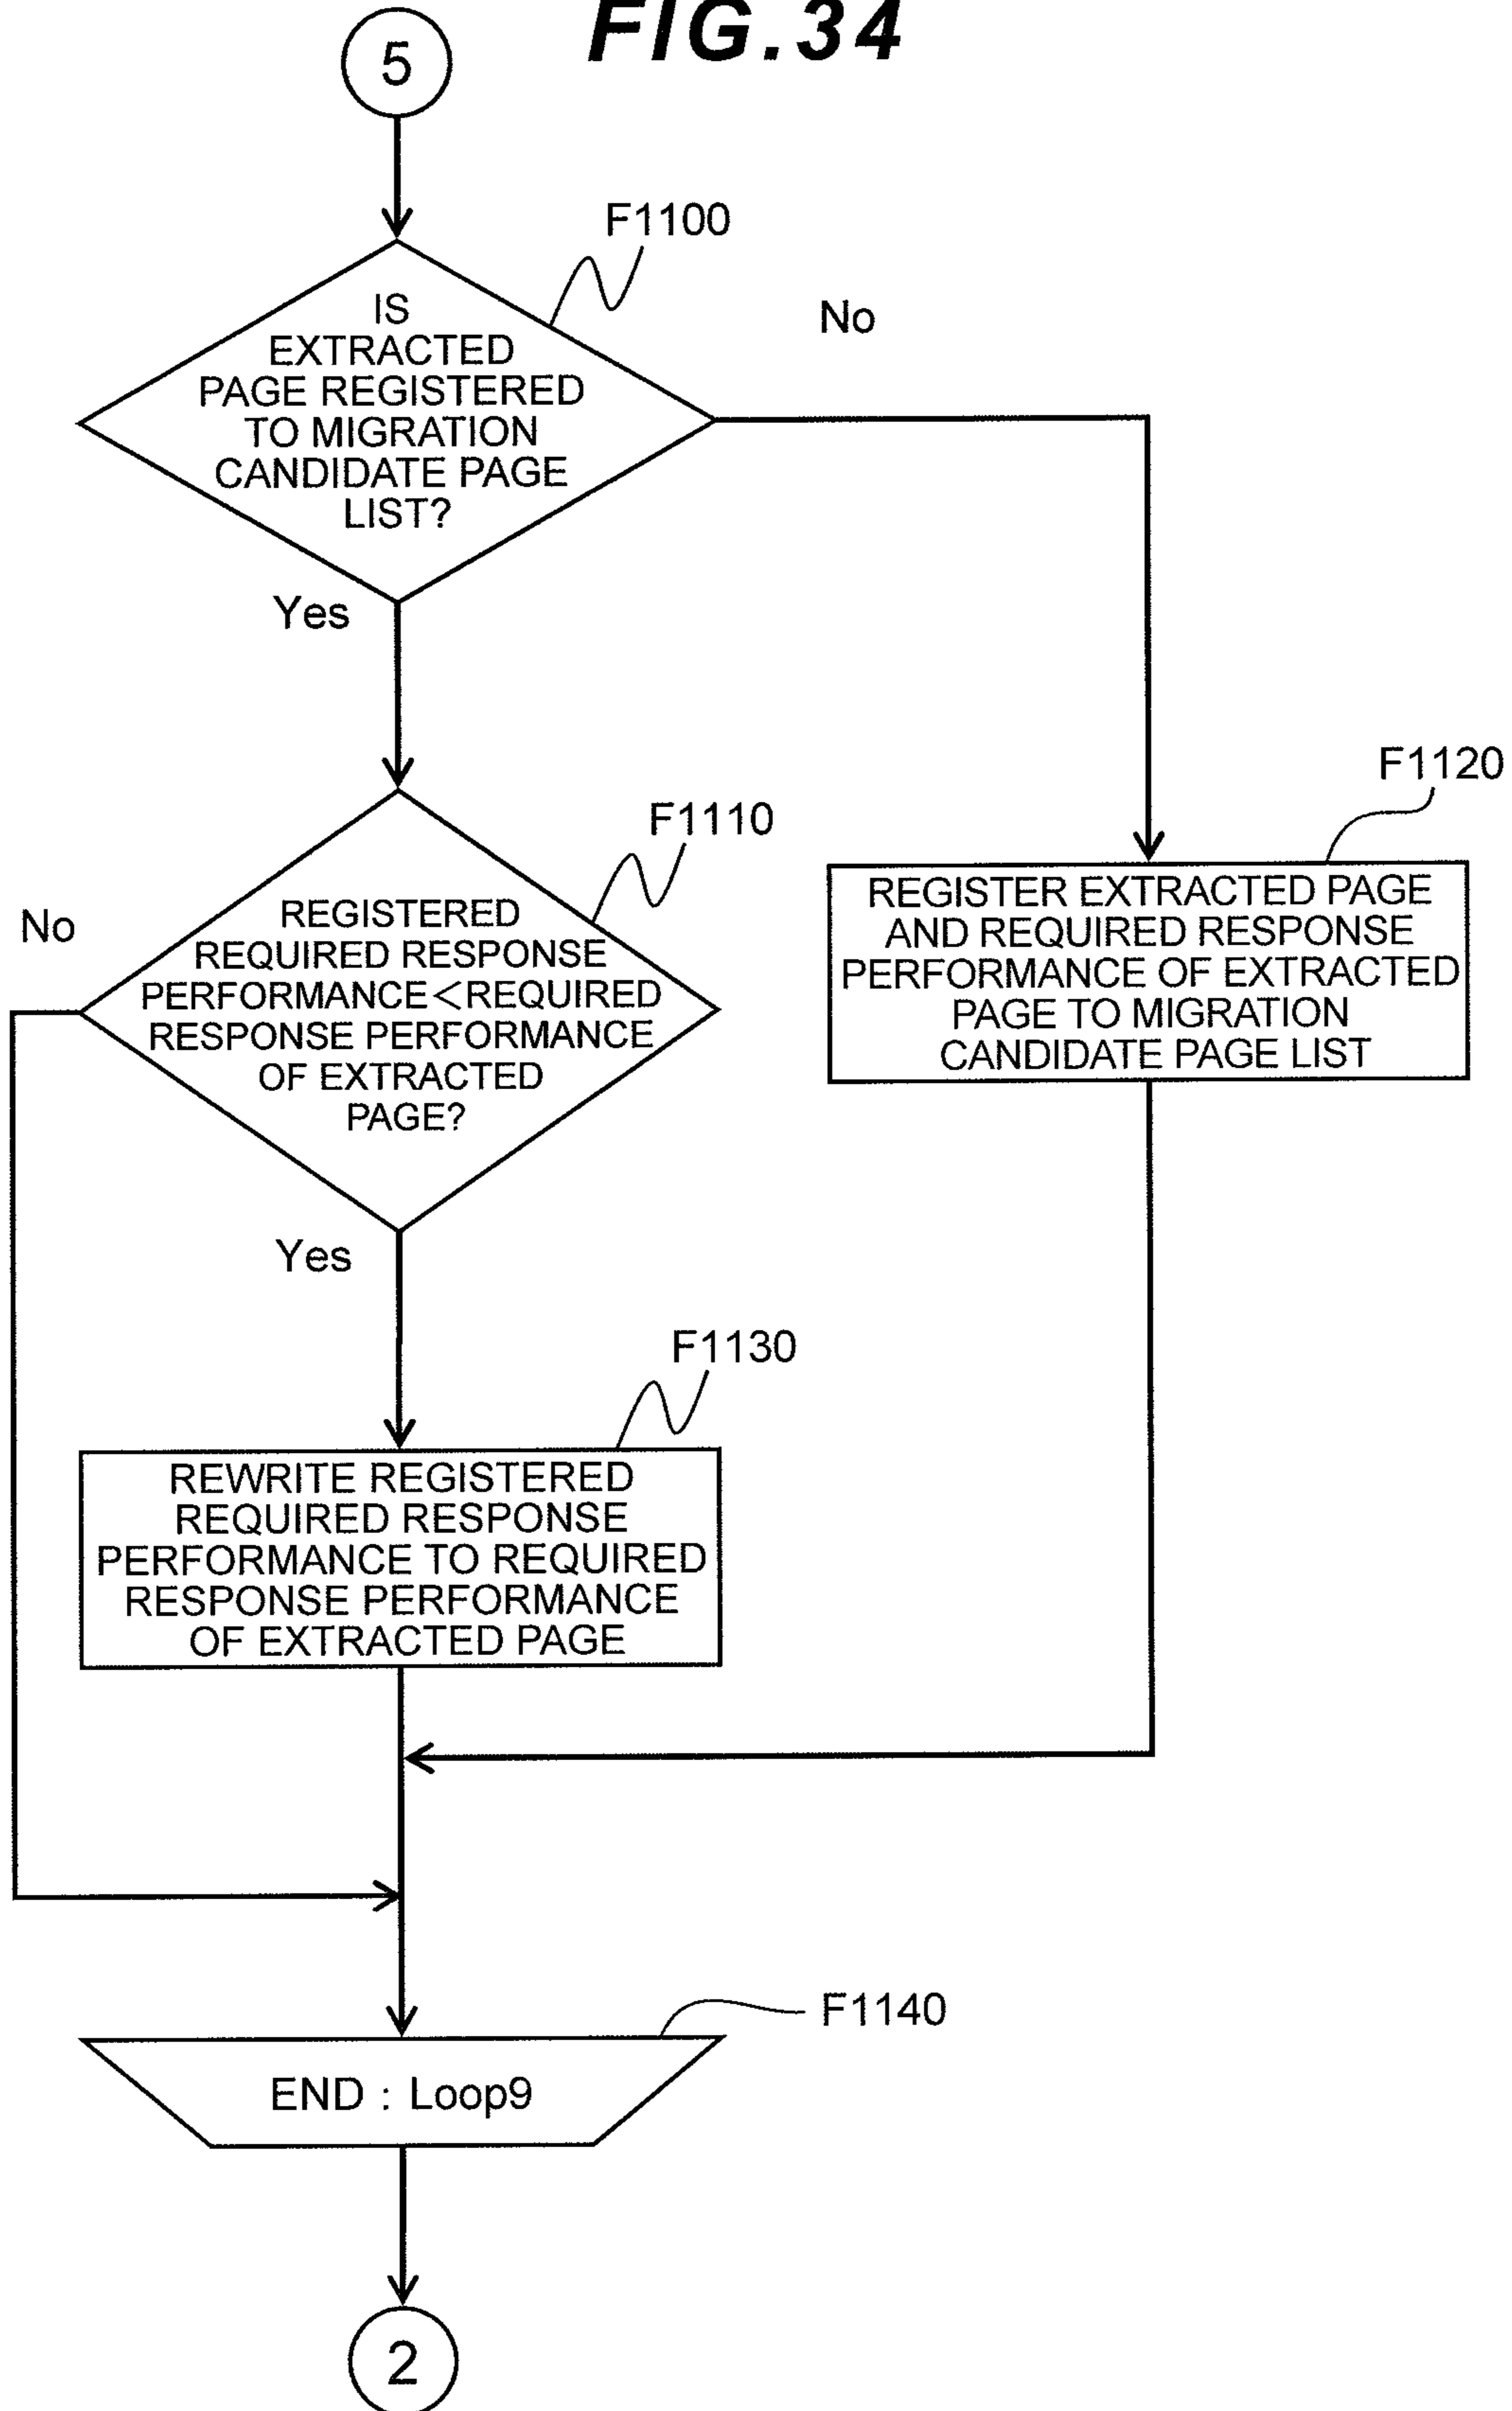 FIG.34
5
F1100
IS
EXTRACTED
PAGE REGISTERED
TO MIGRATION
CANDIDATE PAGE
LIST?
No
Yes
F1110
REGISTERED
REQUIRED RESPONSE
PERFORMANCE<REQUIRED
RESPONSE PERFORMANCE
OF EXTRACTED
PAGE?
No
Yes
F1120
REGISTER EXTRACTED PAGE
AND REQUIRED RESPONSE
PERFORMANCE OF EXTRACTED
PAGE TO MIGRATION
CANDIDATE PAGE LIST
F1130
REWRITE REGISTERED
REQUIRED RESPONSE
PERFORMANCE TO REQUIRED
RESPONSE PERFORMANCE
OF EXTRACTED PAGE
F1140
END : Loop9
2